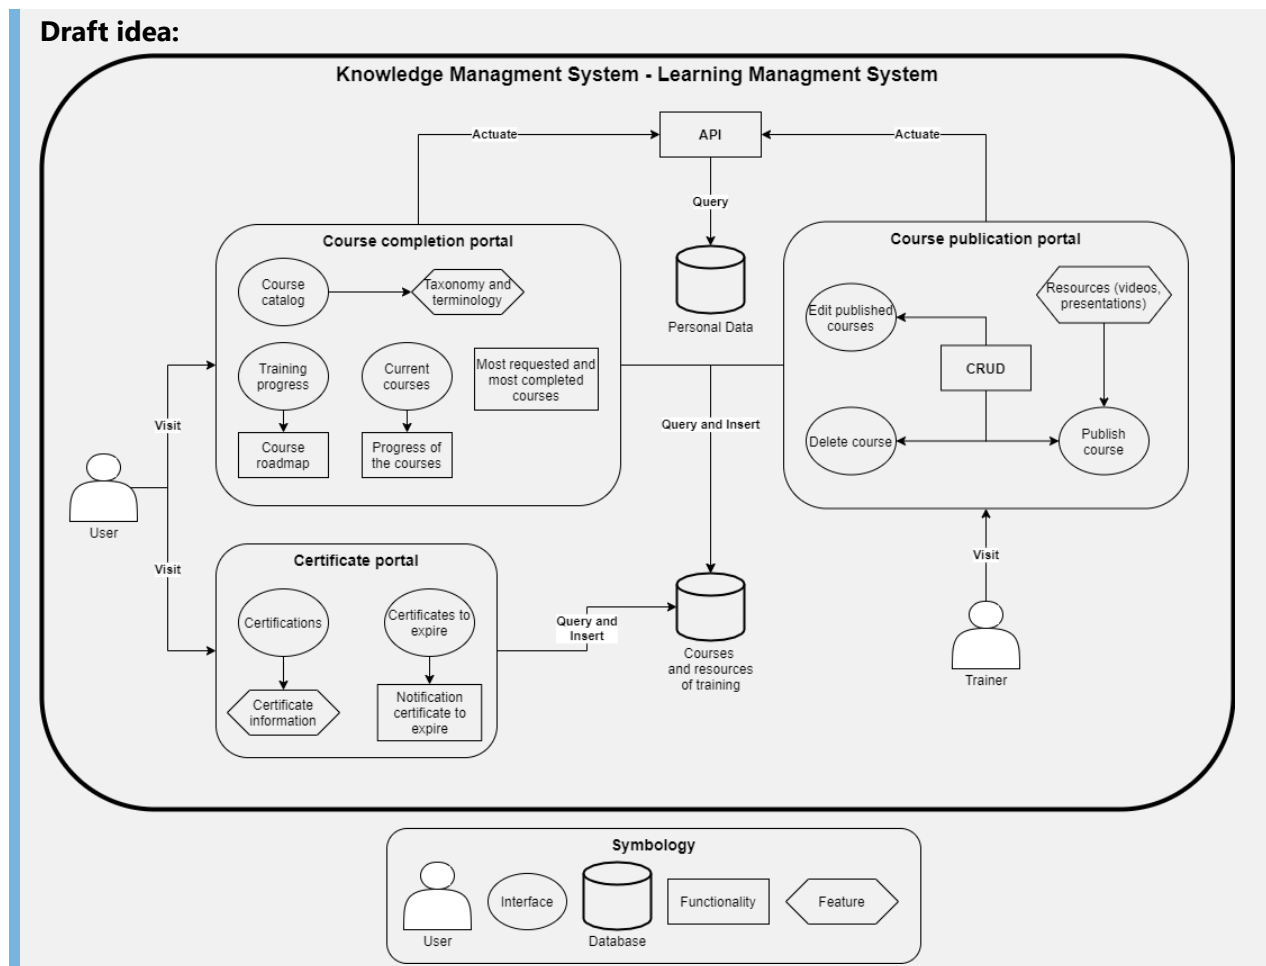 Draft idea:
Knowledge Managment System - Learning Managment System
Actuate
API
Actuate
Query
Personal Data
Course completion portal
Course
catalog
Taxonomy and
terminology
Training
progress
Current
courses
Most requested and
most completed
courses
Course
roadmap
Progress of
the courses
Course publication portal
Edit published
courses
Resources (videos,
presentations)
CRUD
Delete course
Publish
course
Query and Insert
Visit
User
Visit
Certificate portal
Certifications
Certificates to
expire
Certificate
information
Notification
certificate to
expire
Query and
Insert
Courses
and resources
of training
Visit
Trainer
Symbology
User
Interface
Database
Functionality
Feature